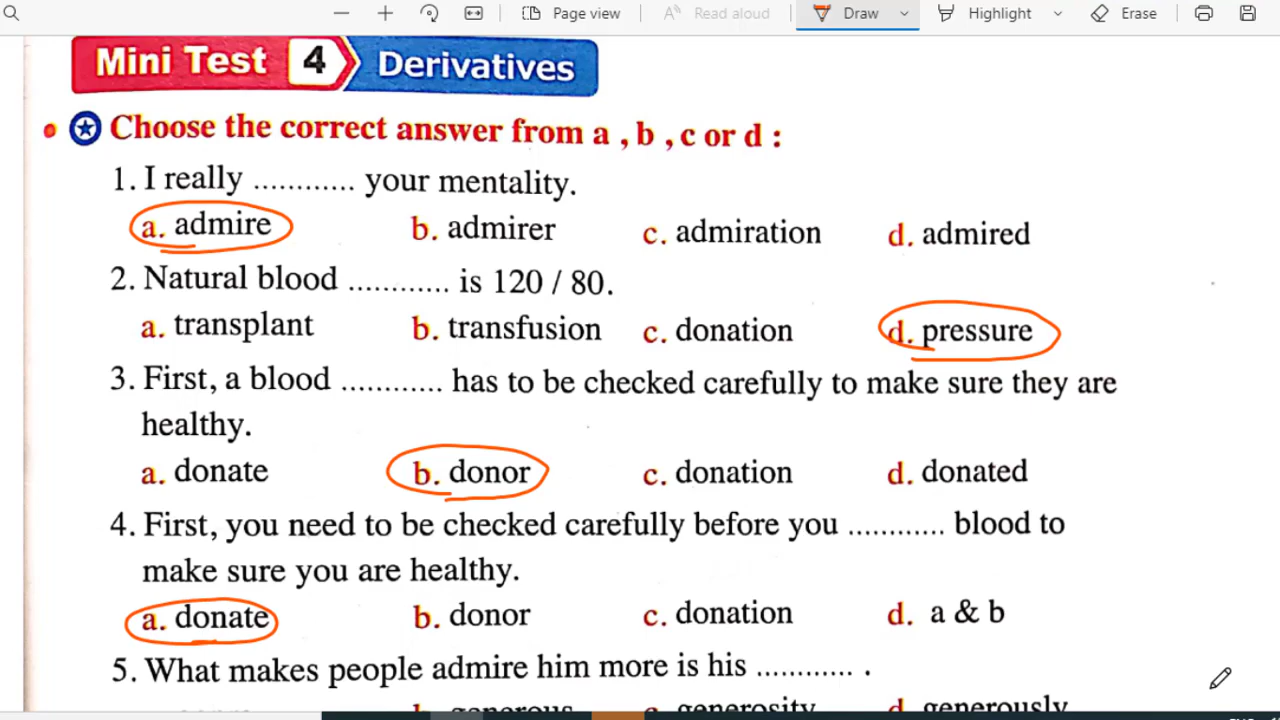 Page view Read aloud Draw Highlight Erase
Mini Test 4 Derivatives
Choose the correct answer from a , b , c or d :
1. I really ............ your mentality.
a. admire b. admirer c. admiration d. admired
2. Natural blood ............ is 120 / 80.
a. transplant b. transfusion c. donation d. pressure
3. First, a blood ............ has to be checked carefully to make sure they are
healthy.
a. donate b. donor c. donation d. donated
4. First, you need to be checked carefully before you ............ blood to
make sure you are healthy.
a. donate b. donor c. donation d. a & b
5. What makes people admire him more is his ............ .
b. generous c. generosity d. generously